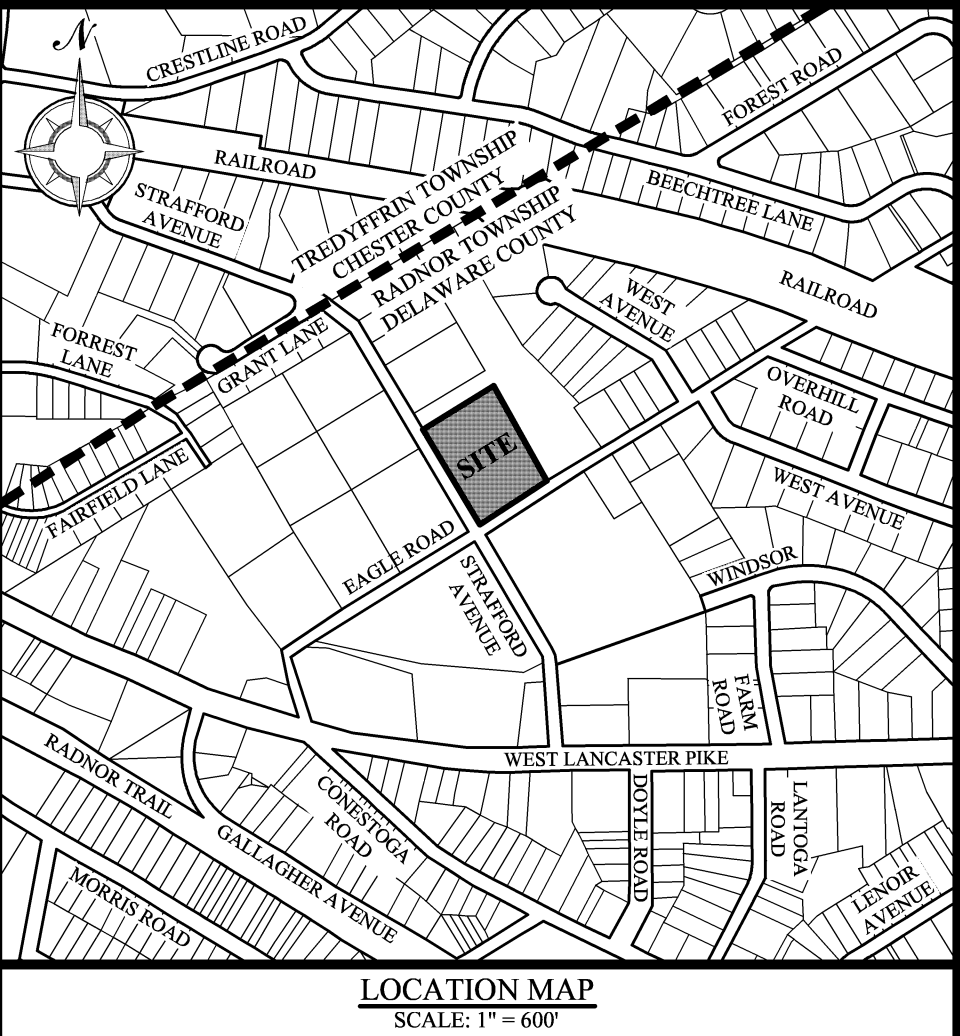 N
CRESTLINE ROAD
FOREST ROAD
RAILROAD
TREDYFFRIN TOWNSHIP
CHESTER COUNTY
RADNOR TOWNSHIP
DELAWARE COUNTY
BEECHTREE LANE
STRAFFORD
AVENUE
RAILROAD
WEST
AVENUE
FORREST
LANE
GRANT LANE
OVERHILL
ROAD
SITE
FAIRFIELD LANE
WEST AVENUE
EAGLE ROAD
STRAFFORD
AVENUE
WINDSOR
FARM
ROAD
WEST LANCASTER PIKE
RADNOR TRAIL
CONESTOGA
ROAD
DOYLE ROAD
LANTOGA
ROAD
GALLAGHER AVENUE
LENOIR
AVENUE
MORRIS ROAD
LOCATION MAP
SCALE: 1" = 600'